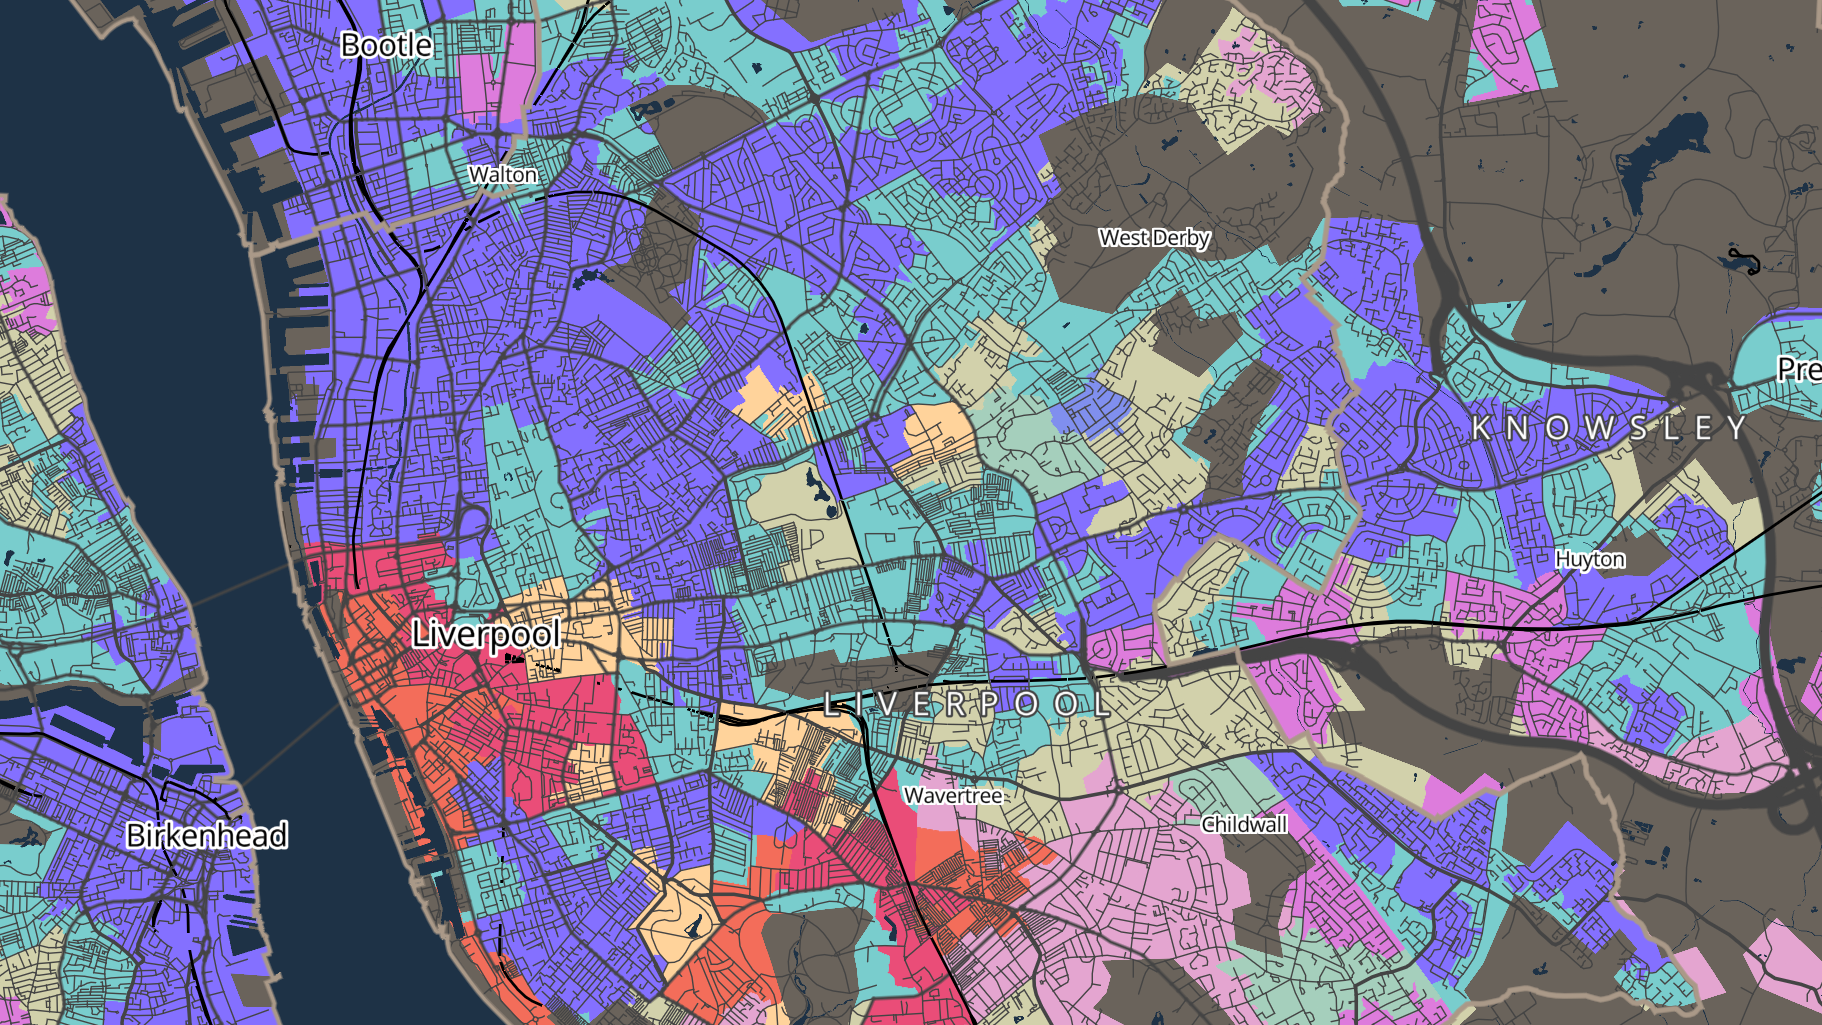 Bootle
Walton
West Derby
Pre
KNOWSLEY
Huyton
Liverpool
LIVERPOOL
Wavertree
Childwall
Birkenhead